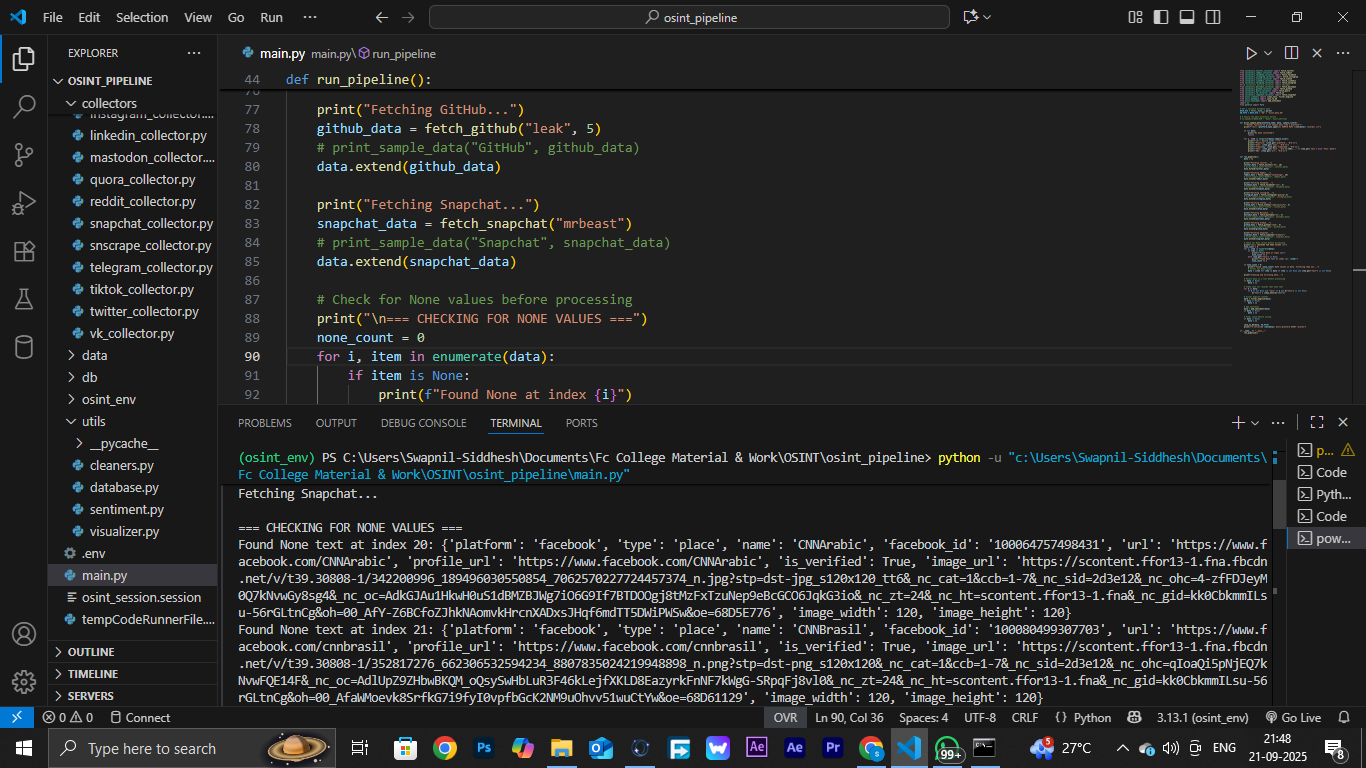 File Edit Selection View Go Run ···
osint_pipeline
EXPLORER ···
OSINT_PIPELINE
collectors
instagram_collector....
linkedin_collector.py
mastodon_collector....
quora_collector.py
reddit_collector.py
snapchat_collector.py
snscrape_collector.py
telegram_collector.py
tiktok_collector.py
twitter_collector.py
vk_collector.py
data
db
osint_env
utils
__pycache__
cleaners.py
database.py
sentiment.py
visualizer.py
.env
main.py
osint_session.session
tempCodeRunnerFile....
OUTLINE
TIMELINE
SERVERS
main.py main.py\ run_pipeline
44 def run_pipeline():
77 print("Fetching GitHub...")
78 github_data = fetch_github("leak", 5)
79 # print_sample_data("GitHub", github_data)
80 data.extend(github_data)
81
82 print("Fetching Snapchat...")
83 snapchat_data = fetch_snapchat("mrbeast")
84 # print_sample_data("Snapchat", snapchat_data)
85 data.extend(snapchat_data)
86
87 # Check for None values before processing
88 print("\n=== CHECKING FOR NONE VALUES ===")
89 none_count = 0
90 for i, item in enumerate(data):
91 if item is None:
92 print(f"Found None at index {i}")
PROBLEMS OUTPUT DEBUG CONSOLE TERMINAL PORTS
(osint_env) PS C:\Users\Swapnil-Siddhesh\Documents\Fc College Material & Work\OSINT\osint_pipeline> python -u "c:\Users\Swapnil-Siddhesh\Documents\
Fc College Material & Work\OSINT\osint_pipeline\main.py"
Fetching Snapchat...
=== CHECKING FOR NONE VALUES ===
Found None text at index 20: {'platform': 'facebook', 'type': 'place', 'name': 'CNNArabic', 'facebook_id': '100064757498431', 'url': 'https://www.f
acebook.com/CNNArabic', 'profile_url': 'https://www.facebook.com/CNNArabic', 'is_verified': True, 'image_url': 'https://scontent.ffor13-1.fna.fbcdn
.net/v/t39.30808-1/342200996_189496030550854_7062570227724457374_n.jpg?stp=dst-jpg_s120x120_tt6&_nc_cat=1&ccb=1-7&_nc_sid=2d3e12&_nc_ohc=4-zfFDJeyM
0Q7kNvwGy8sg4&_nc_oc=AdkGJAu1HkwH0uS1dBMZBJWg7iO6G9If7BTDOOgj8tMzFxTzuNep9eBcGCO6JqkG3io&_nc_zt=24&_nc_ht=scontent.ffor13-1.fna&_nc_gid=kk0CbkmmILs
u-56rGLtnCg&oh=00_AfY-Z6BCfoZJhkNAomvkHrcnXADxsJHqf6mdTT5DWiPWSw&oe=68D5E776', 'image_width': 120, 'image_height': 120}
Found None text at index 21: {'platform': 'facebook', 'type': 'place', 'name': 'CNNBrasil', 'facebook_id': '100080499307703', 'url': 'https://www.f
acebook.com/cnnbrasil', 'profile_url': 'https://www.facebook.com/cnnbrasil', 'is_verified': True, 'image_url': 'https://scontent.ffor13-1.fna.fbcdn
.net/v/t39.30808-1/352817276_662306532594234_8807835024219948898_n.png?stp=dst-png_s120x120&_nc_cat=1&ccb=1-7&_nc_sid=2d3e12&_nc_ohc=qIoaQi5pNjEQ7k
NvwFQE14F&_nc_oc=AdlUpZ9ZHbwBKQM_oQsySwHbLuR3F46kLejfXKLD8EazyrkFnNF7kWgG-SRpqFj8vl0&_nc_zt=24&_nc_ht=scontent.ffor13-1.fna&_nc_gid=kk0CbkmmILsu-56
rGLtnCg&oh=00_AfaWMoevk8SrfkG7i9fyI0vpfbGcK2NM9uOhvv51wuCtYw&oe=68D61129', 'image_width': 120, 'image_height': 120}
p...
Code
Pyth...
Code
pow...
0 0 Connect OVR Ln 90, Col 36 Spaces: 4 UTF-8 CRLF {} Python 3.13.1 (osint_env) Go Live
Type here to search
Ps Ae Ae Pr 99+ 5 27°C ENG 21:48
21-09-2025 8